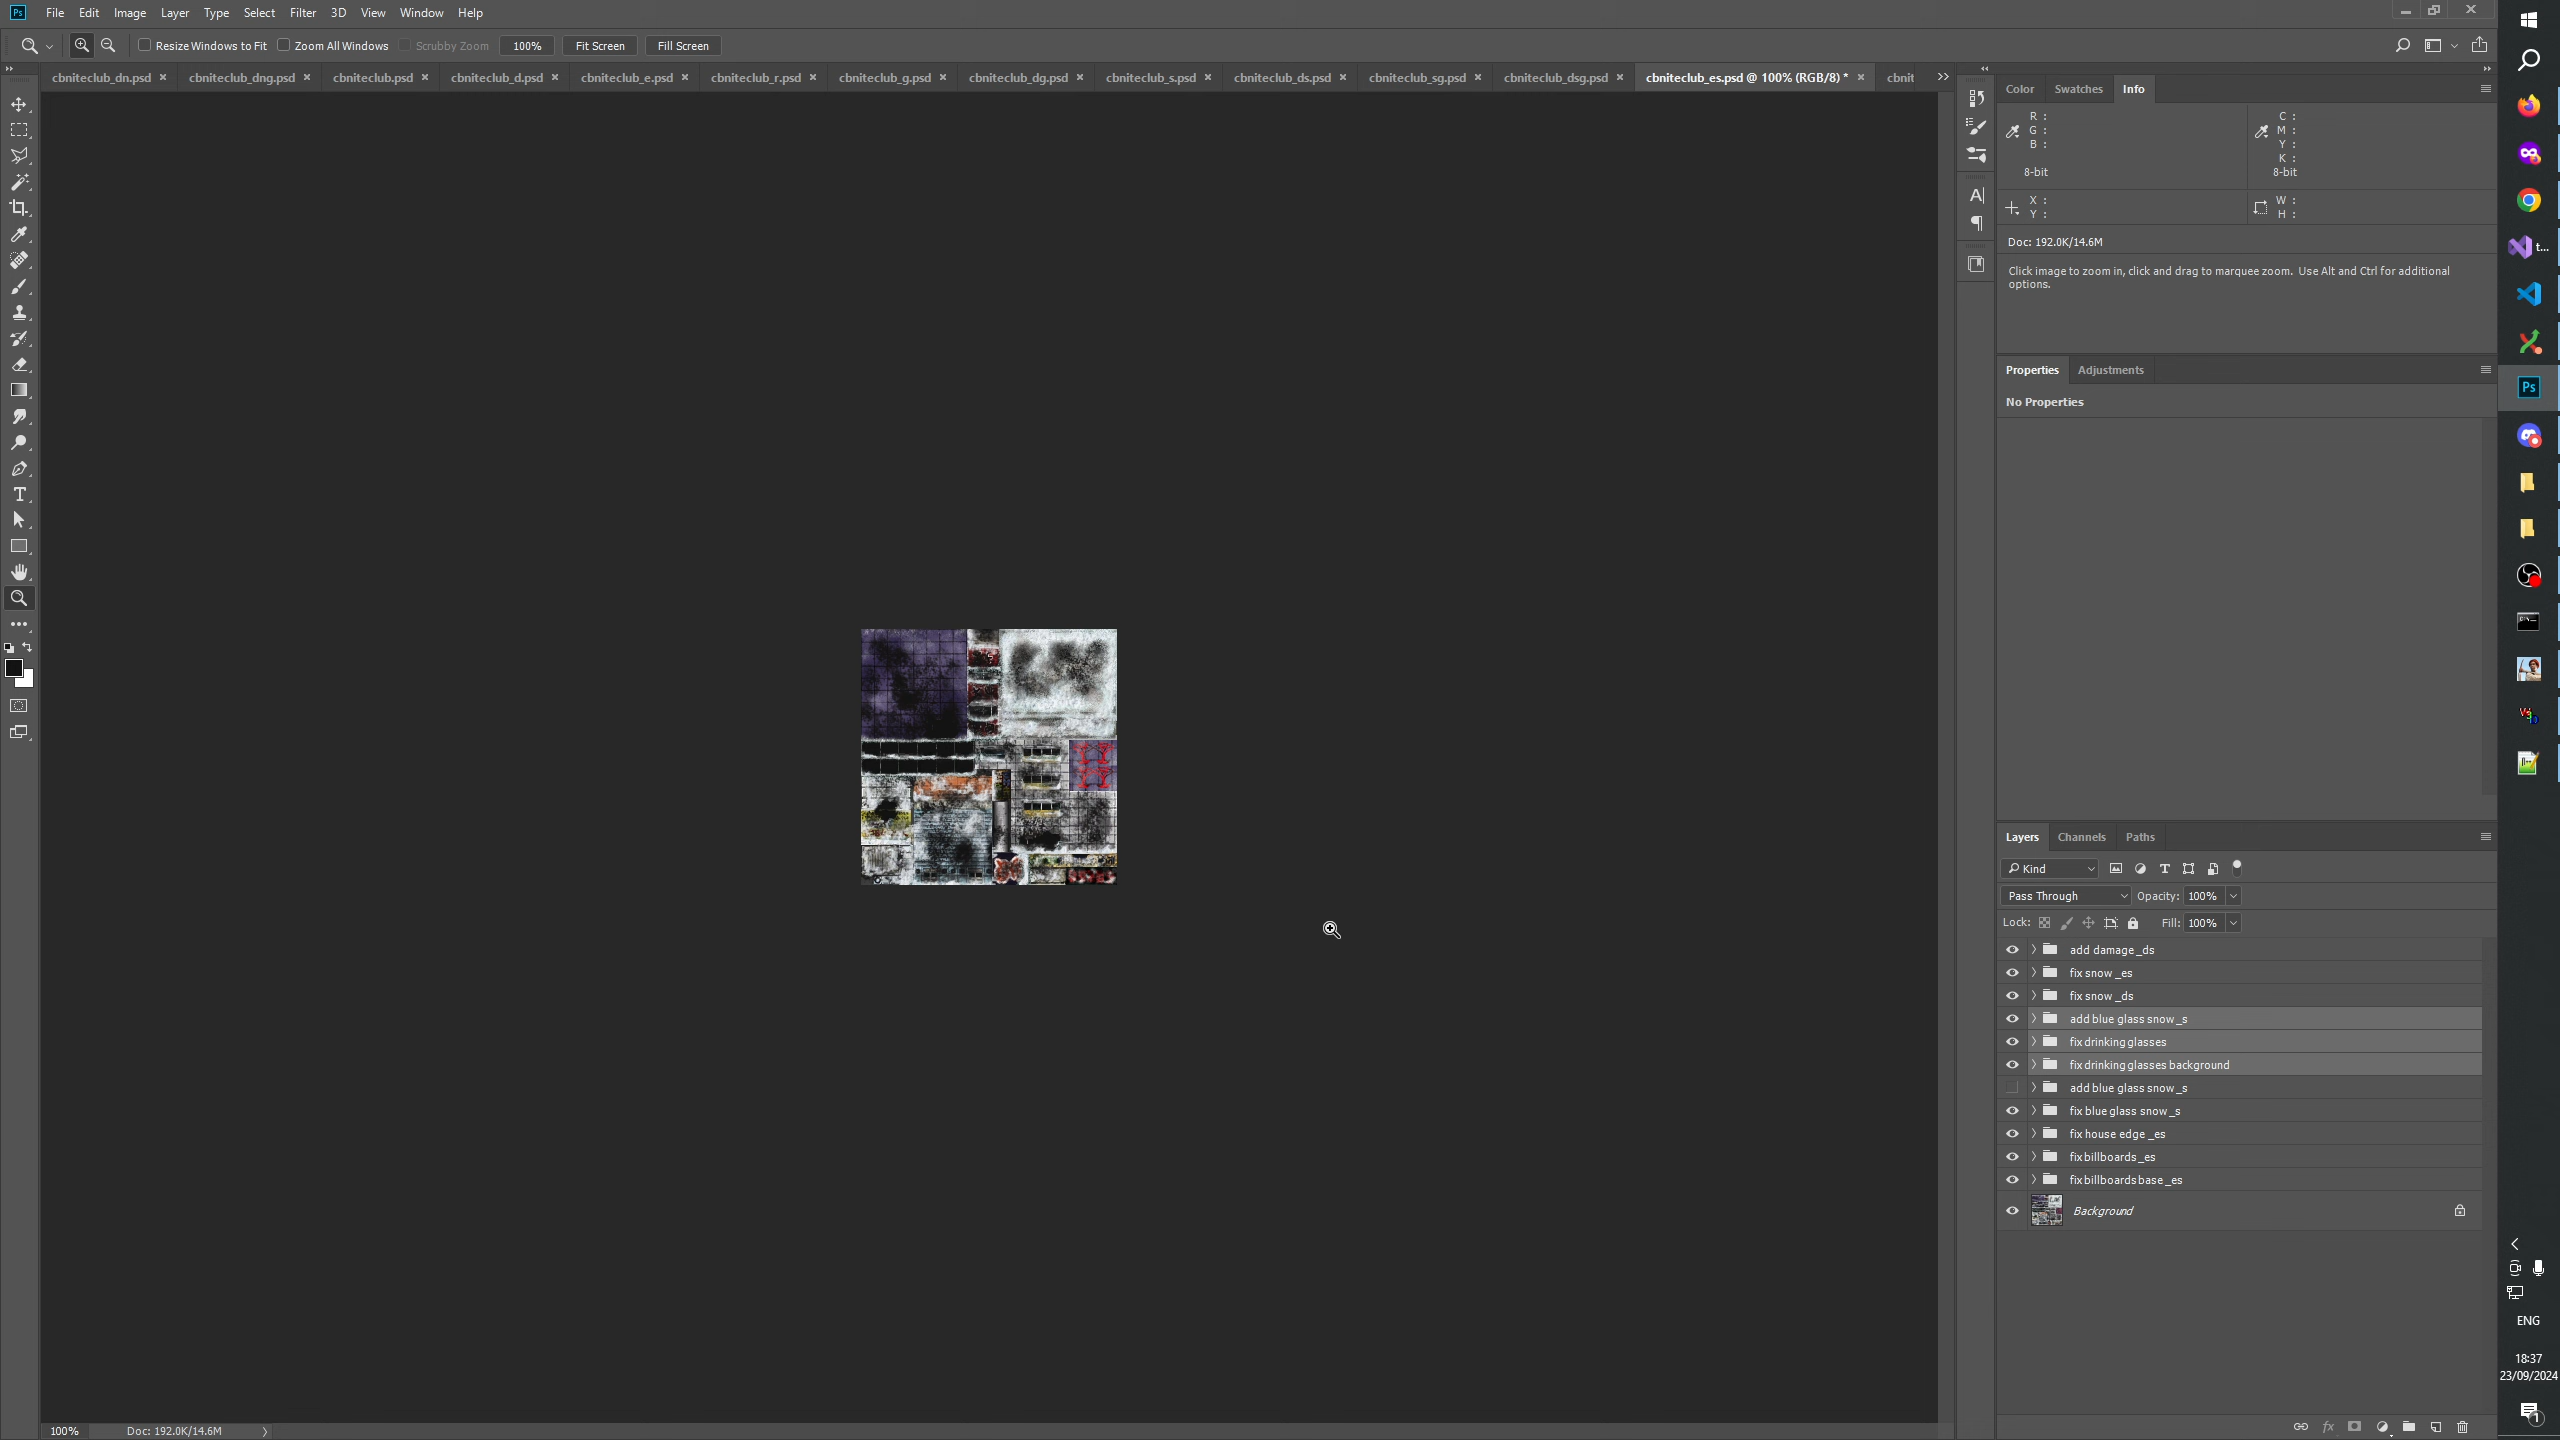 Ps File Edit Image Layer Type Select Filter 3D View Window Help
Resize Windows to Fit Zoom All Windows Scrubby Zoom 100% Fit Screen Fill Screen
cbniteclub_dn.psd × cbniteclub_dng.psd × cbniteclub.psd × cbniteclub_d.psd × cbniteclub_e.psd × cbniteclub_r.psd × cbniteclub_g.psd × cbniteclub_dg.psd × cbniteclub_s.psd × cbniteclub_ds.psd × cbniteclub_sg.psd × cbniteclub_dsg.psd × cbniteclub_es.psd @ 100% (RGB/8) * × cbnit
Color Swatches Info
R : C :
G : M :
B : Y :
K :
8-bit 8-bit
X : W :
Y : H :
Doc: 192.0K/14.6M
Click image to zoom in, click and drag to marquee zoom. Use Alt and Ctrl for additional
options.
Properties Adjustments
No Properties
Layers Channels Paths
Kind
Pass Through Opacity: 100%
Lock: Fill: 100%
add damage _ds
fix snow _es
fix snow _ds
add blue glass snow _s
fix drinking glasses
fix drinking glasses background
add blue glass snow _s
fix blue glass snow _s
fix house edge _es
fix billboards _es
fix billboards base _es
Background
100% Doc: 192.0K/14.6M
t...
Ps
ENG
18:37
23/09/2024
1